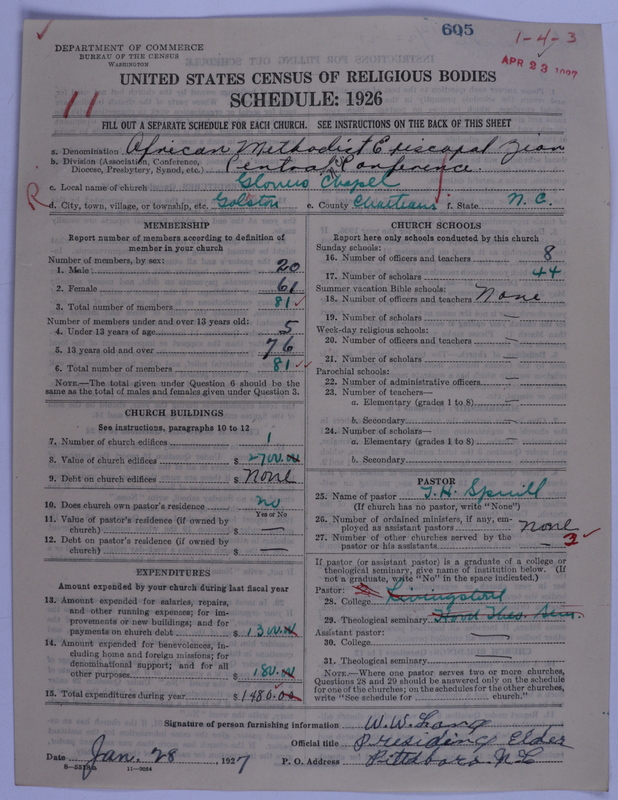 605
1-4-3
DEPARTMENT OF COMMERCE
BUREAU OF THE CENSUS
WASHINGTON
APR 23 1927
UNITED STATES CENSUS OF RELIGIOUS BODIES
SCHEDULE: 1926
11
FILL OUT A SEPARATE SCHEDULE FOR EACH CHURCH. SEE INSTRUCTIONS ON THE BACK OF THIS SHEET
a. Denomination African Methodist Episcopal Zion
b. Division (Association, Conference, Diocese, Presbytery, Synod, etc.) Central Conference
c. Local name of church Glovers Chapel
R
d. City, town, village, or township, etc. Golston e. County Chatham f. State N. C.
MEMBERSHIP
Report number of members according to definition of
member in your church
Number of members, by sex:
1. Male 20
2. Female 61
3. Total number of members 81
Number of members under and over 13 years old:
4. Under 13 years of age 5
5. 13 years old and over 76
6. Total number of members 81
NOTE.—The total given under Question 6 should be
same as the total of males and females given under Question 3.
CHURCH BUILDINGS
See instructions, paragraphs 10 to 12
7. Number of church edifices 1
8. Value of church edifices $ 2700.00
9. Debt on church edifices $ None
10. Does church own pastor's residence? no
Yes or No
11. Value of pastor's residence (if owned by
church) $ —
12. Debt on pastor's residence (if owned by
church) $ —
EXPENDITURES
Amount expended by your church during last fiscal year
13. Amount expended for salaries, repairs,
and other running expenses; for im-
provements or new buildings; and for
payments on church debt $ 1300.00
14. Amount expended for benevolences, in-
cluding home and foreign missions; for
denominational support; and for all
other purposes $ 180.00
15. Total expenditures during year $ 1480.00
CHURCH SCHOOLS
Report here only schools conducted by this church
Sunday schools:
16. Number of officers and teachers 8
17. Number of scholars 44
Summer vacation Bible schools:
18. Number of officers and teachers None
19. Number of scholars —
Week-day religious schools:
20. Number of officers and teachers —
21. Number of scholars —
Parochial schools:
22. Number of administrative officers —
23. Number of teachers—
a. Elementary (grades 1 to 8) —
b. Secondary —
24. Number of scholars—
a. Elementary (grades 1 to 8) —
b. Secondary
PASTOR
25. Name of pastor J. H. Spruill
(If church has no pastor, write "None")
26. Number of ordained ministers, if any, em-
ployed as assistant pastors none
27. Number of other churches served by the
pastor or his assistants 3
If pastor (or assistant pastor) is a graduate of a college or
theological seminary, give name of institution below. (If
not a graduate, write "No" in the space indicated.)
Pastor:
28. College Livingstone
29. Theological seminary Hood Theo. Sem.
Assistant pastor: —
30. College
31. Theological seminary —
NOTE.—Where one pastor serves two or more churches,
Questions 28 and 29 should be answered only on the schedule
for one of the churches; on the schedules for the other churches,
write "See schedule for church."
Signature of person furnishing information W. W. Long
Official title Presiding Elder
Date Jan. 28, 1927 P. O. Address Pittsboro N C